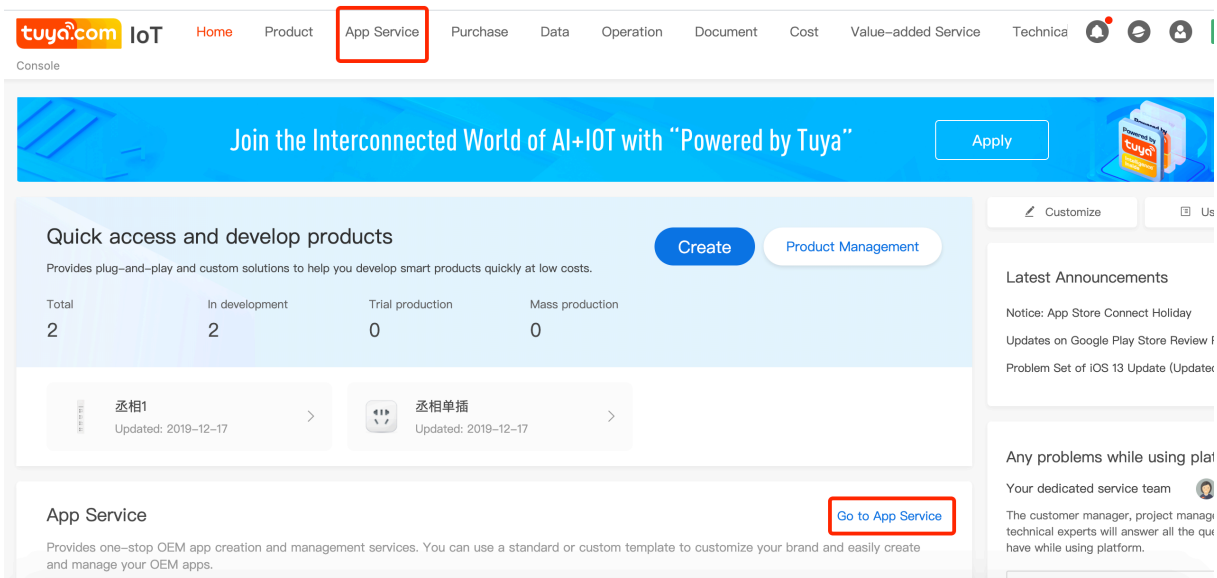 tuya.com IoT Home Product App Service Purchase Data Operation Document Cost Value-added Service Technica
Console
Join the Interconnected World of AI+IOT with “Powered by Tuya”
Apply
Powered by
tuya
Quick access and develop products
Create
Product Management
Provides plug-and-play and custom solutions to help you develop smart products quickly at low costs.
Total In development Trial production Mass production
2 2 0 0
丞相1
Updated: 2019-12-17
丞相单插
Updated: 2019-12-17
App Service
Go to App Service
Provides one-stop OEM app creation and management services. You can use a standard or custom template to customize your brand and easily create
and manage your OEM apps.
Customize
Us
Latest Announcements
Notice: App Store Connect Holiday
Updates on Google Play Store Review
Problem Set of iOS 13 Update (Updated
Any problems while using plat
Your dedicated service team
The customer manager, project manage
technical experts will answer all the que
have while using platform.